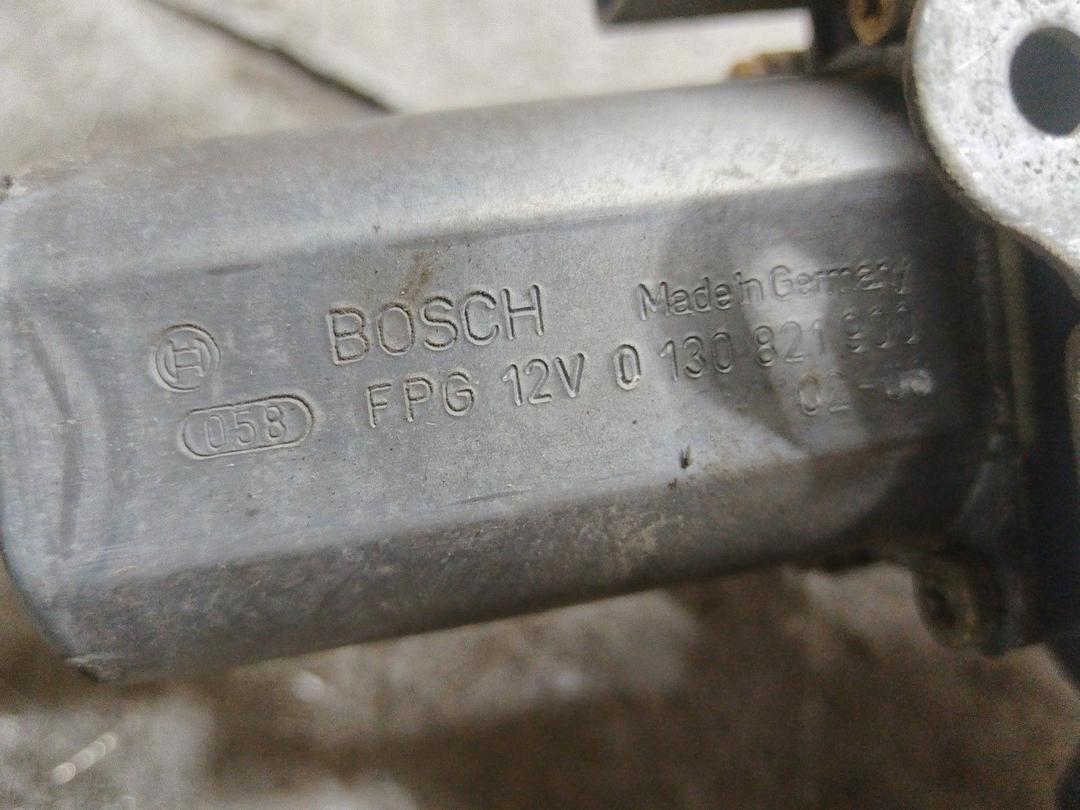 BOSCH
Made in Germany
FPG 12V 0 130 821
058